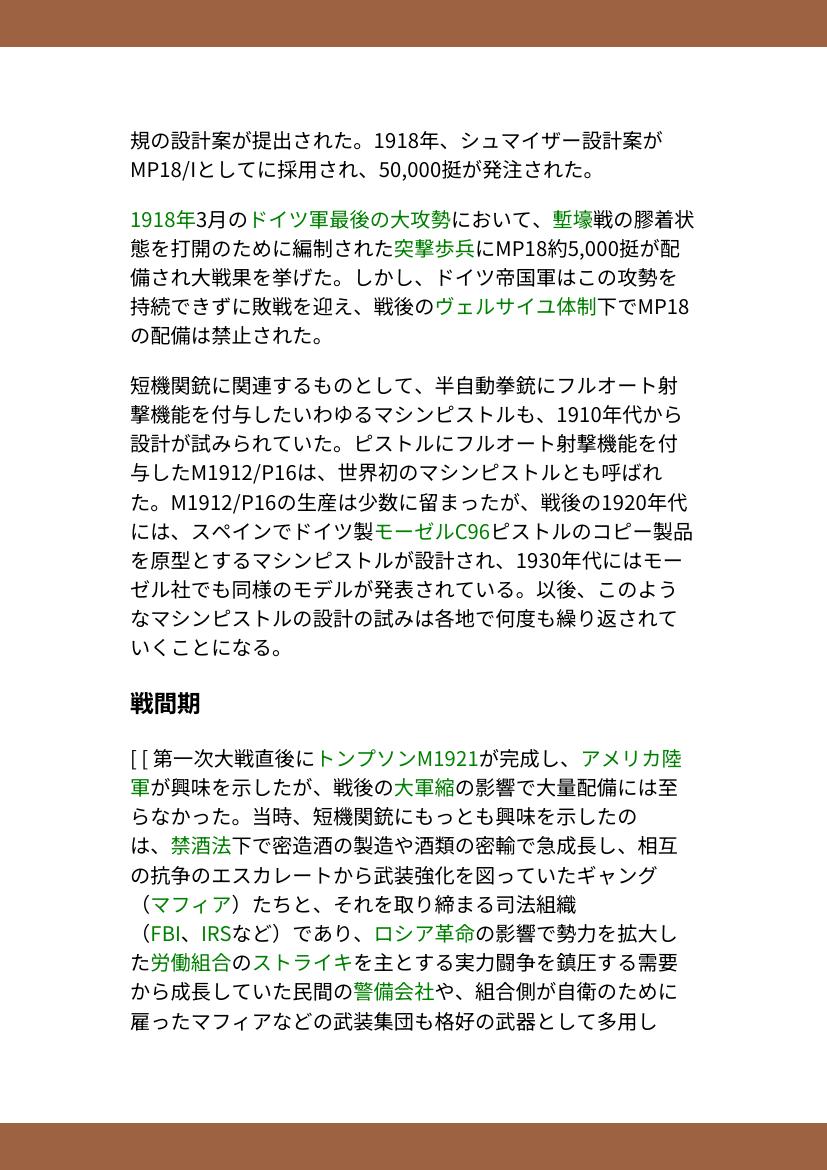 規の設計案が提出された。1918年、シュマイザー設計案が
MP18/Iとしてに採用され、50,000挺が発注された。
1918年3月のドイツ軍最後の大攻勢において、塹壕戦の膠着状
態を打開のために編制された突撃歩兵にMP18約5,000挺が配
備され大戦果を挙げた。しかし、ドイツ帝国軍はこの攻勢を
持続できずに敗戦を迎え、戦後のヴェルサイユ体制下でMP18
の配備は禁止された。
短機関銃に関連するものとして、半自動拳銃にフルオート射
撃機能を付与したいわゆるマシンピストルも、1910年代から
設計が試みられていた。ピストルにフルオート射撃機能を付
与したM1912/P16は、世界初のマシンピストルとも呼ばれ
た。M1912/P16の生産は少数に留まったが、戦後の1920年代
には、スペインでドイツ製モーゼルC96ピストルのコピー製品
を原型とするマシンピストルが設計され、1930年代にはモー
ゼル社でも同様のモデルが発表されている。以後、このよう
なマシンピストルの設計の試みは各地で何度も繰り返されて
いくことになる。
戦間期
[ [ 第一次大戦直後にトンプソンM1921が完成し、アメリカ陸
軍が興味を示したが、戦後の大軍縮の影響で大量配備には至
らなかった。当時、短機関銃にもっとも興味を示したの
は、禁酒法下で密造酒の製造や酒類の密輸で急成長し、相互
の抗争のエスカレートから武装強化を図っていたギャング
（マフィア）たちと、それを取り締まる司法組織
（FBI、IRSなど）であり、ロシア革命の影響で勢力を拡大し
た労働組合のストライキを主とする実力闘争を鎮圧する需要
から成長していた民間の警備会社や、組合側が自衛のために
雇ったマフィアなどの武装集団も格好の武器として多用し